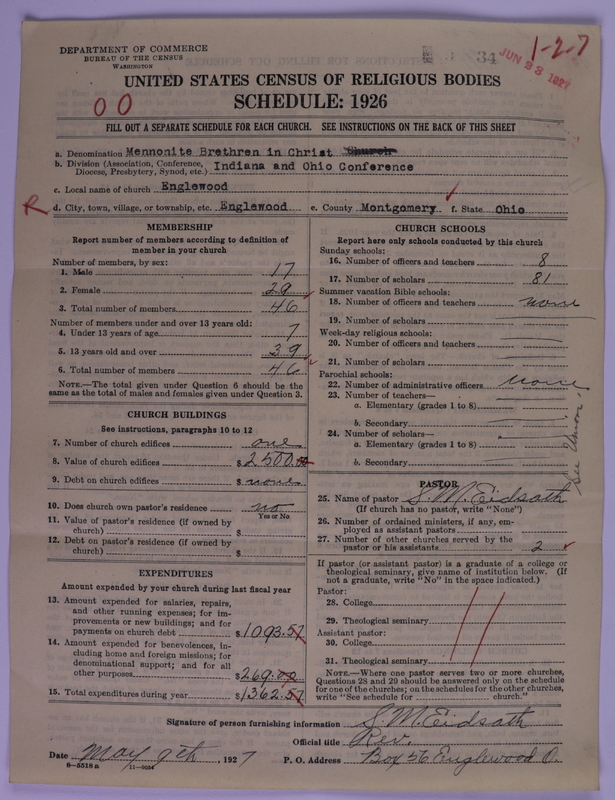 DEPARTMENT OF COMMERCE
BUREAU OF THE CENSUS
WASHINGTON
34
JUN 23 1927
1-2-7
UNITED STATES CENSUS OF RELIGIOUS BODIES
00
SCHEDULE: 1926
FILL OUT A SEPARATE SCHEDULE FOR EACH CHURCH. SEE INSTRUCTIONS ON THE BACK OF THIS SHEET
a. Denomination Mennonite Brethren in Christ Church
b. Division (Association, Conference, Diocese, Presbytery, Synod, etc.) Indiana and Ohio Conference
c. Local name of church Englewood
R d. City, town, village, or township, etc. Englewood e. County Montgomery f. State Ohio
MEMBERSHIP
Report number of members according to definition of
member in your church
Number of members, by sex:
1. Male 17
2. Female 29
3. Total number of members 46
Number of members under and over 13 years old:
4. Under 13 years of age 7
5. 13 years old and over 39
6. Total number of members 46
NOTE.—The total given under Question 6 should be the
same as the total of males and females given under Question 3.
CHURCH BUILDINGS
See instructions, paragraphs 10 to 12
7. Number of church edifices one
8. Value of church edifices $ 2500.00
9. Debt on church edifices $ none
10. Does church own pastor's residence no
Yes or No
11. Value of pastor's residence (if owned by
church) $
12. Debt on pastor's residence (if owned by
church) $
EXPENDITURES
Amount expended by your church during last fiscal year
13. Amount expended for salaries, repairs,
and other running expenses; for im-
provements or new buildings; and for
payments on church debt $ 1093.57
14. Amount expended for benevolences, in-
cluding home and foreign missions; for
denominational support; and for all
other purposes $ 269.00
15. Total expenditures during year $ 1362.57
CHURCH SCHOOLS
Report here only schools conducted by this church
Sunday schools:
16. Number of officers and teachers 8
17. Number of scholars 81
Summer vacation Bible schools:
18. Number of officers and teachers none
19. Number of scholars
Week-day religious schools:
20. Number of officers and teachers
21. Number of scholars
Parochial schools:
22. Number of administrative officers none
23. Number of teachers—
a. Elementary (grades 1 to 8)
b. Secondary
24. Number of scholars—
a. Elementary (grades 1 to 8)
b. Secondary
See Union
PASTOR
25. Name of pastor S. M. Eidsath
(If church has no pastor, write "None")
26. Number of ordained ministers, if any, em-
ployed as assistant pastors
27. Number of other churches served by the
pastor or his assistants 2
If pastor (or assistant pastor) is a graduate of a college or
theological seminary, give name of institution below. (If
not a graduate, write "No" in the space indicated.)
Pastor:
28. College
29. Theological seminary
Assistant pastor:
30. College
31. Theological seminary
NOTE.—Where one pastor serves two or more churches,
Questions 28 and 29 should be answered only on the schedule
for one of the churches; on the schedules for the other churches,
write "See schedule for church."
Signature of person furnishing information S. M. Eidsath
Official title Rev.
Date May 9th, 1927 P. O. Address Box 56 Englewood O.
8-5518 a 11-9084